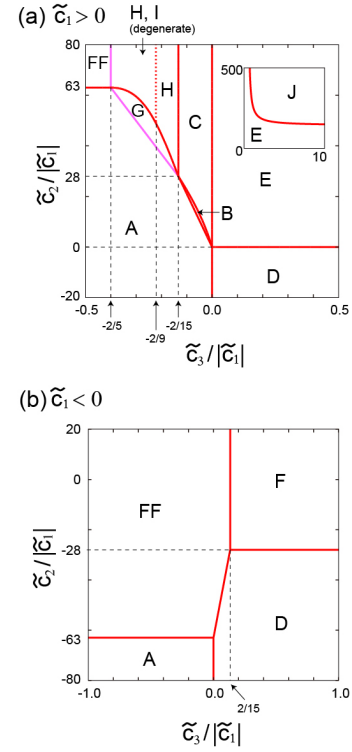 (a) c̃₁>0
H, I
(degenerate)
80
63
28
0
-20
c̃₂/|c̃₁|
FF
H
G
C
A
B
E
D
500
0
0
10
J
E
-0.5
0.0
0.5
-2/5
-2/9
-2/15
c̃₃/|c̃₁|
(b) c̃₁<0
20
0
-28
-63
-80
c̃₂/|c̃₁|
FF
F
A
D
-1.0
0.0
1.0
2/15
c̃₃/|c̃₁|